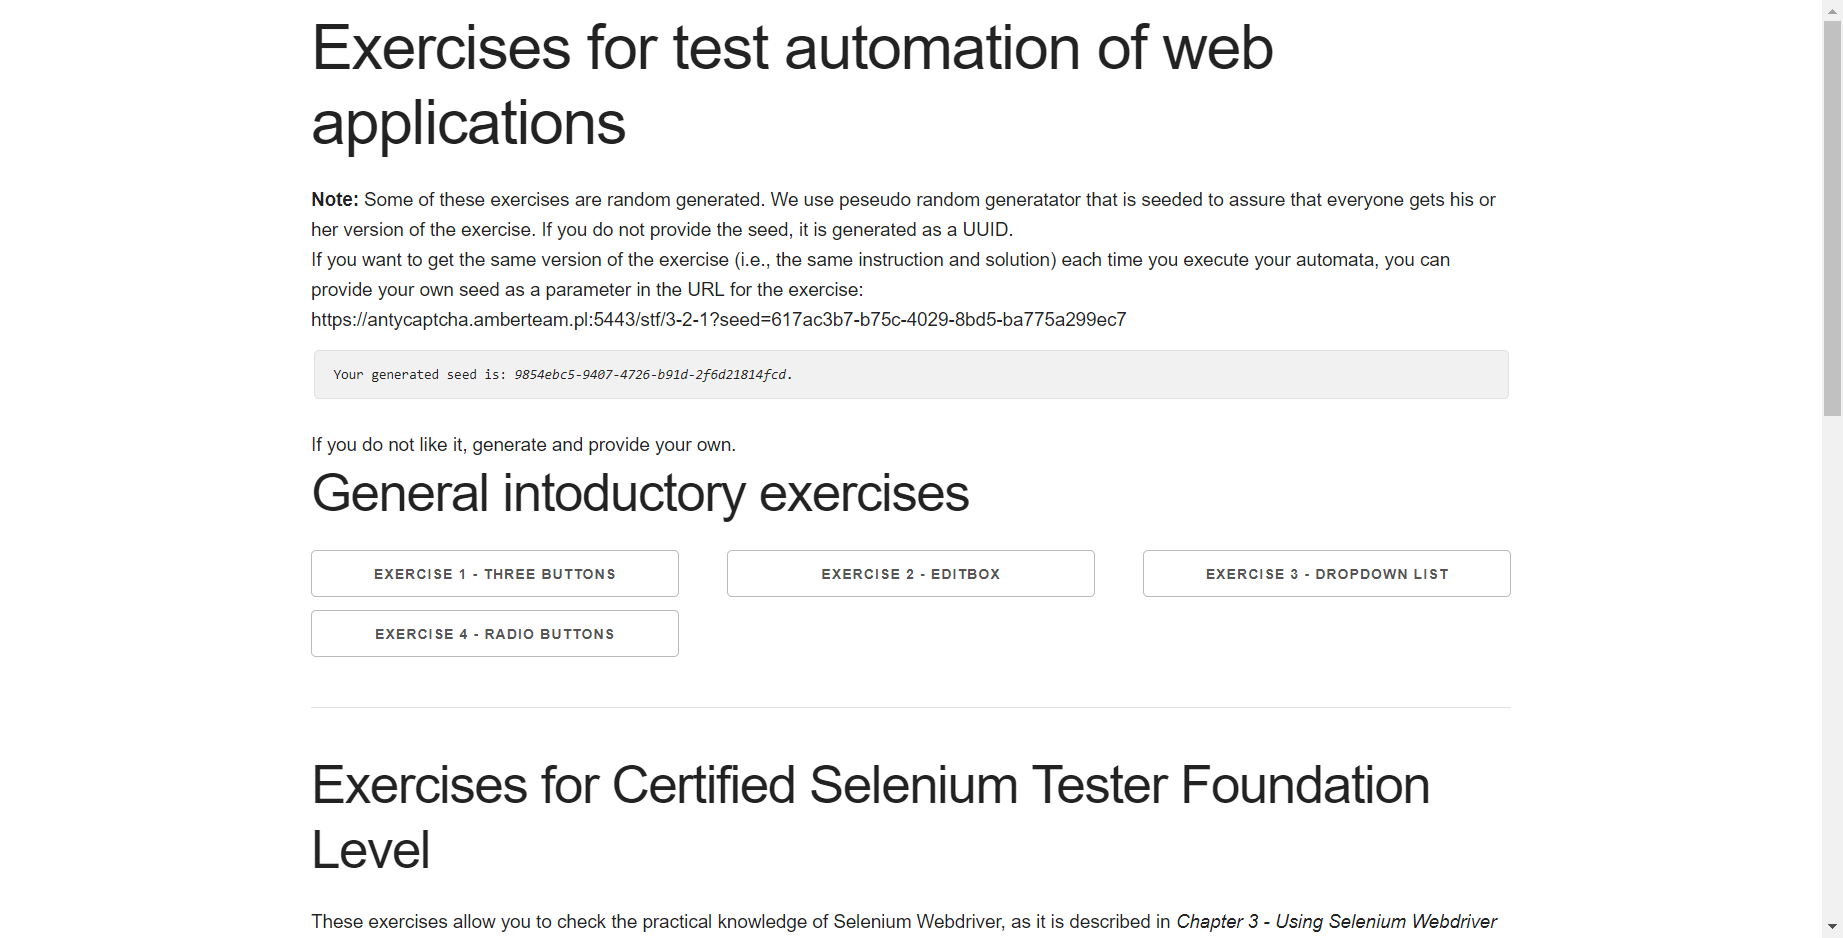 Exercises for test automation of web
applications
Note: Some of these exercises are random generated. We use peseudo random generatator that is seeded to assure that everyone gets his or
her version of the exercise. If you do not provide the seed, it is generated as a UUID.
If you want to get the same version of the exercise (i.e., the same instruction and solution) each time you execute your automata, you can
provide your own seed as a parameter in the URL for the exercise:
https://antycaptcha.amberteam.pl:5443/stf/3-2-1?seed=617ac3b7-b75c-4029-8bd5-ba775a299ec7
Your generated seed is: 9854ebc5-9407-4726-b91d-2f6d21814fcd.
If you do not like it, generate and provide your own.
General intoductory exercises
EXERCISE 1 - THREE BUTTONS
EXERCISE 2 - EDITBOX
EXERCISE 3 - DROPDOWN LIST
EXERCISE 4 - RADIO BUTTONS
Exercises for Certified Selenium Tester Foundation
Level
These exercises allow you to check the practical knowledge of Selenium Webdriver, as it is described in Chapter 3 - Using Selenium Webdriver